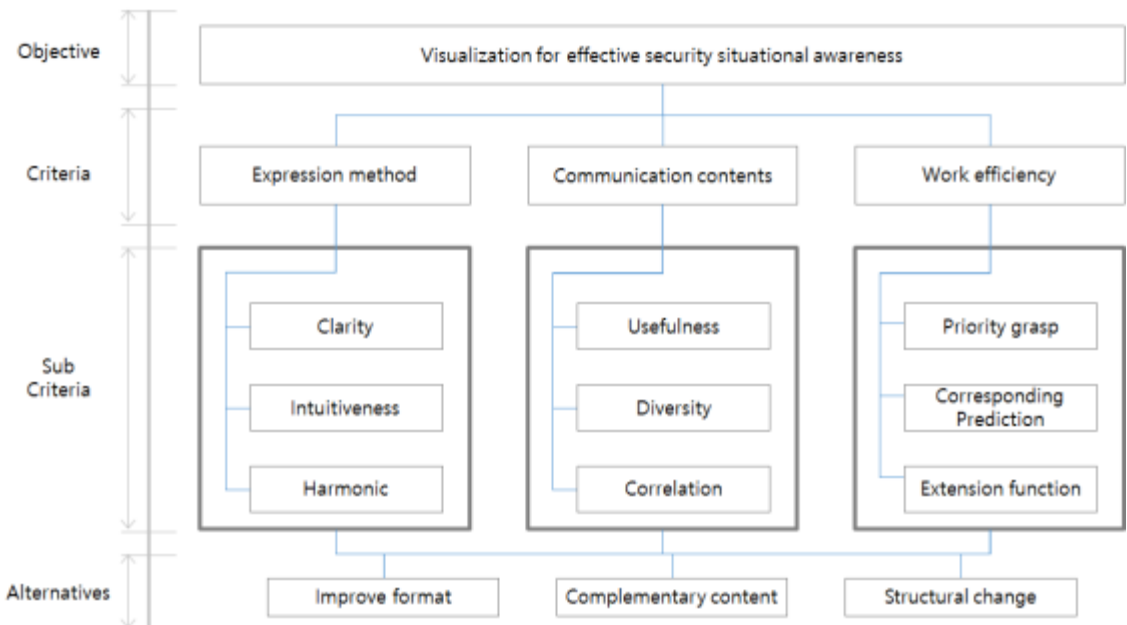 Objective
Visualization for effective security situational awareness
Criteria
Expression method
Communication contents
Work efficiency
Sub
Criteria
Clarity
Intuitiveness
Harmonic
Usefulness
Diversity
Correlation
Priority grasp
Corresponding
Prediction
Extension function
Alternatives
Improve format
Complementary content
Structural change